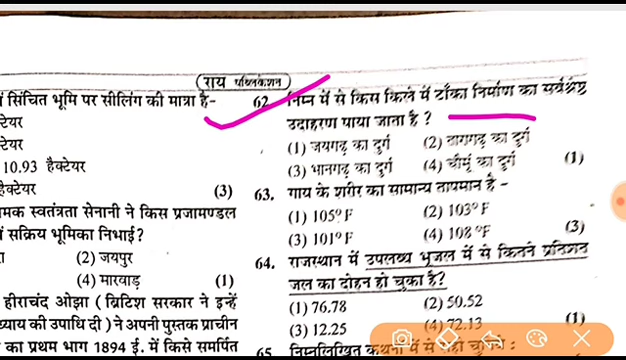 राय पब्लिकेशन
सिंचित भूमि पर सीलिंग की मात्रा है-
टेयर
टेयर
10.93 हैक्टेयर
हैक्टेयर (3)
मक स्वतंत्रता सेनानी ने किस प्रजामण्डल
सक्रिय भूमिका निभाई?
(2) जयपुर
(4) मारवाड़ (1)
हीराचंद ओझा ( ब्रिटिश सरकार ने इन्हें
ध्याय की उपाधि दी ) ने अपनी पुस्तक प्राचीन
का प्रथम भाग 1894 ई. में किसे समर्पित
62. निम्न में से किस किले में टाँका निर्माण का सर्वश्रेष्ठ
उदाहरण पाया जाता है ?
(1) जयगढ़ का दुर्ग (2) तारागढ़ का दुर्ग
(3) भानगढ़ का दुर्ग (4) चौमूं का दुर्ग (1)
63. गाय के शरीर का सामान्य तापमान है -
(1) 105°F (2) 103°F
(3) 101°F (4) 108°F (3)
64. राजस्थान में उपलब्ध भूजल में से कितने प्रतिशत
जल का दोहन हो चुका है?
(1) 76.78 (2) 50.52
(3) 12.25 (4) 72.13 (1)
65 निम्नलिखित कथनों में से सही चुनिये :